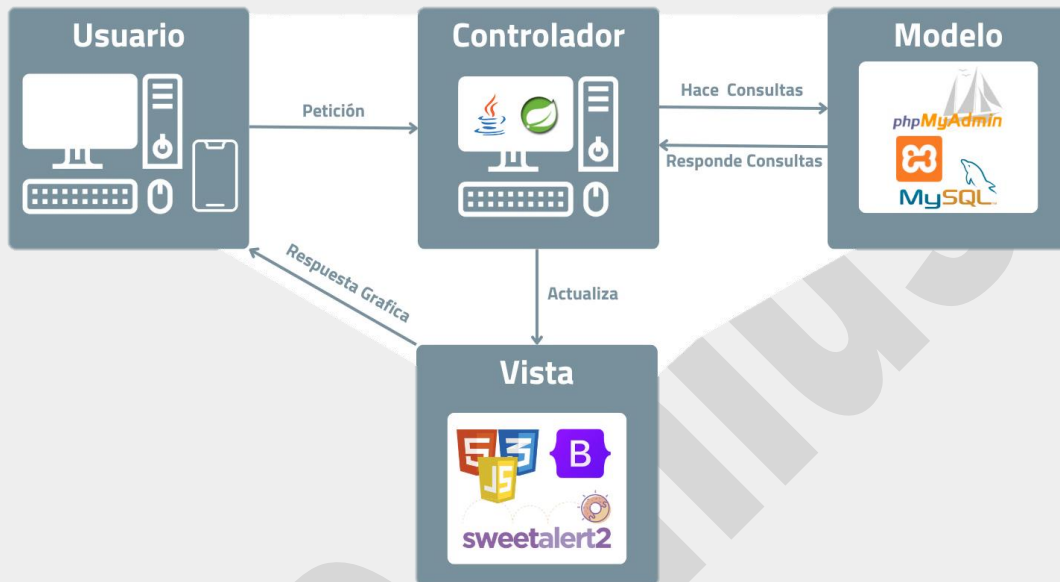 Usuario
Controlador
Modelo
Petición
Hace Consultas
Responde Consultas
phpMyAdmin
MySQL
Respuesta Grafica
Actualiza
Vista
5
3
JS
B
sweetalert2